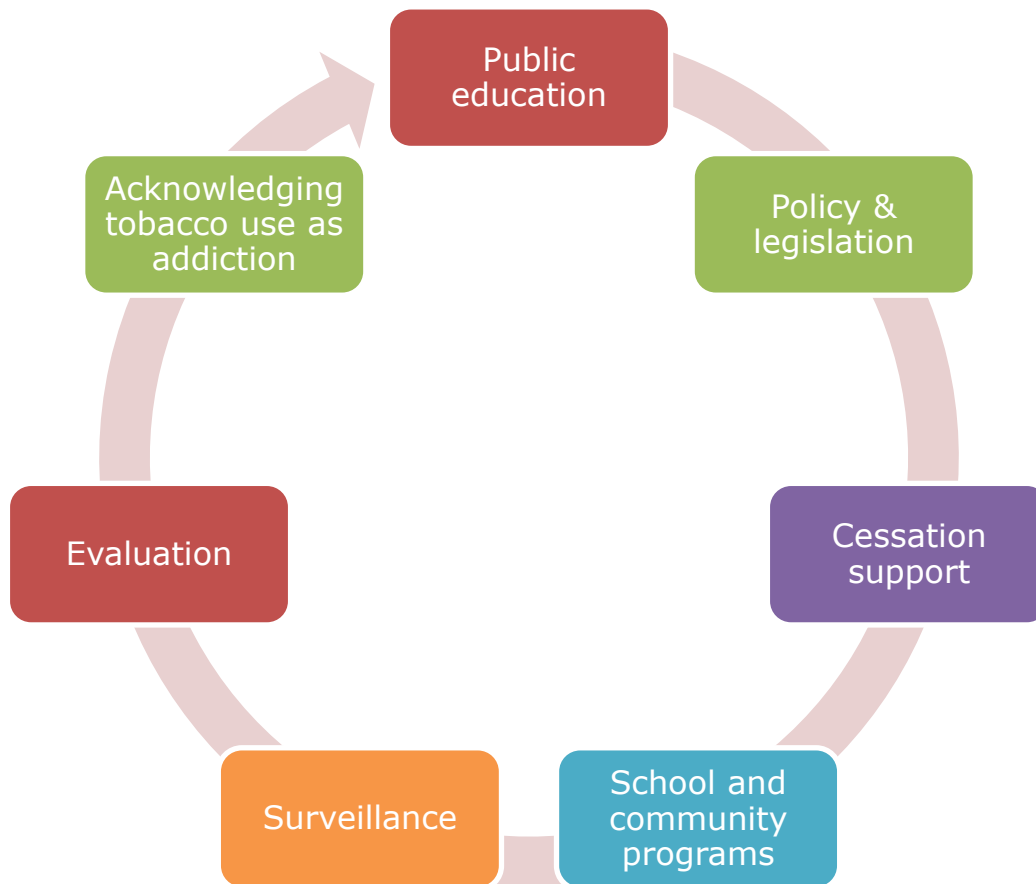 Public
education
Policy &
legislation
Cessation
support
School and
community
programs
Surveillance
Evaluation
Acknowledging
tobacco use as
addiction